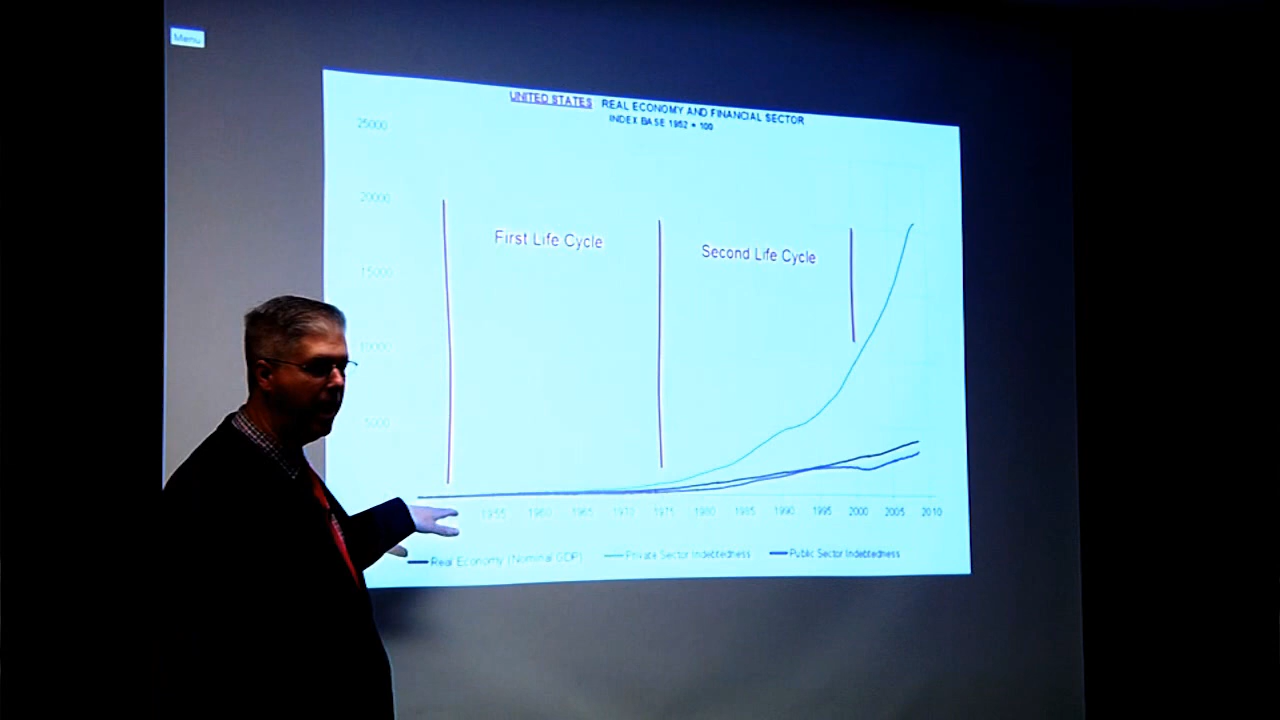 Menu
UNITED STATES REAL ECONOMY AND FINANCIAL SECTOR
INDEX BASE 1952 = 100
25000
20000
15000
10000
5000
First Life Cycle
Second Life Cycle
1955 1960 1965 1970 1975 1980 1985 1990 1995 2000 2005 2010
Real Economy (Nominal GDP) Private Sector Indebtedness Public Sector Indebtedness